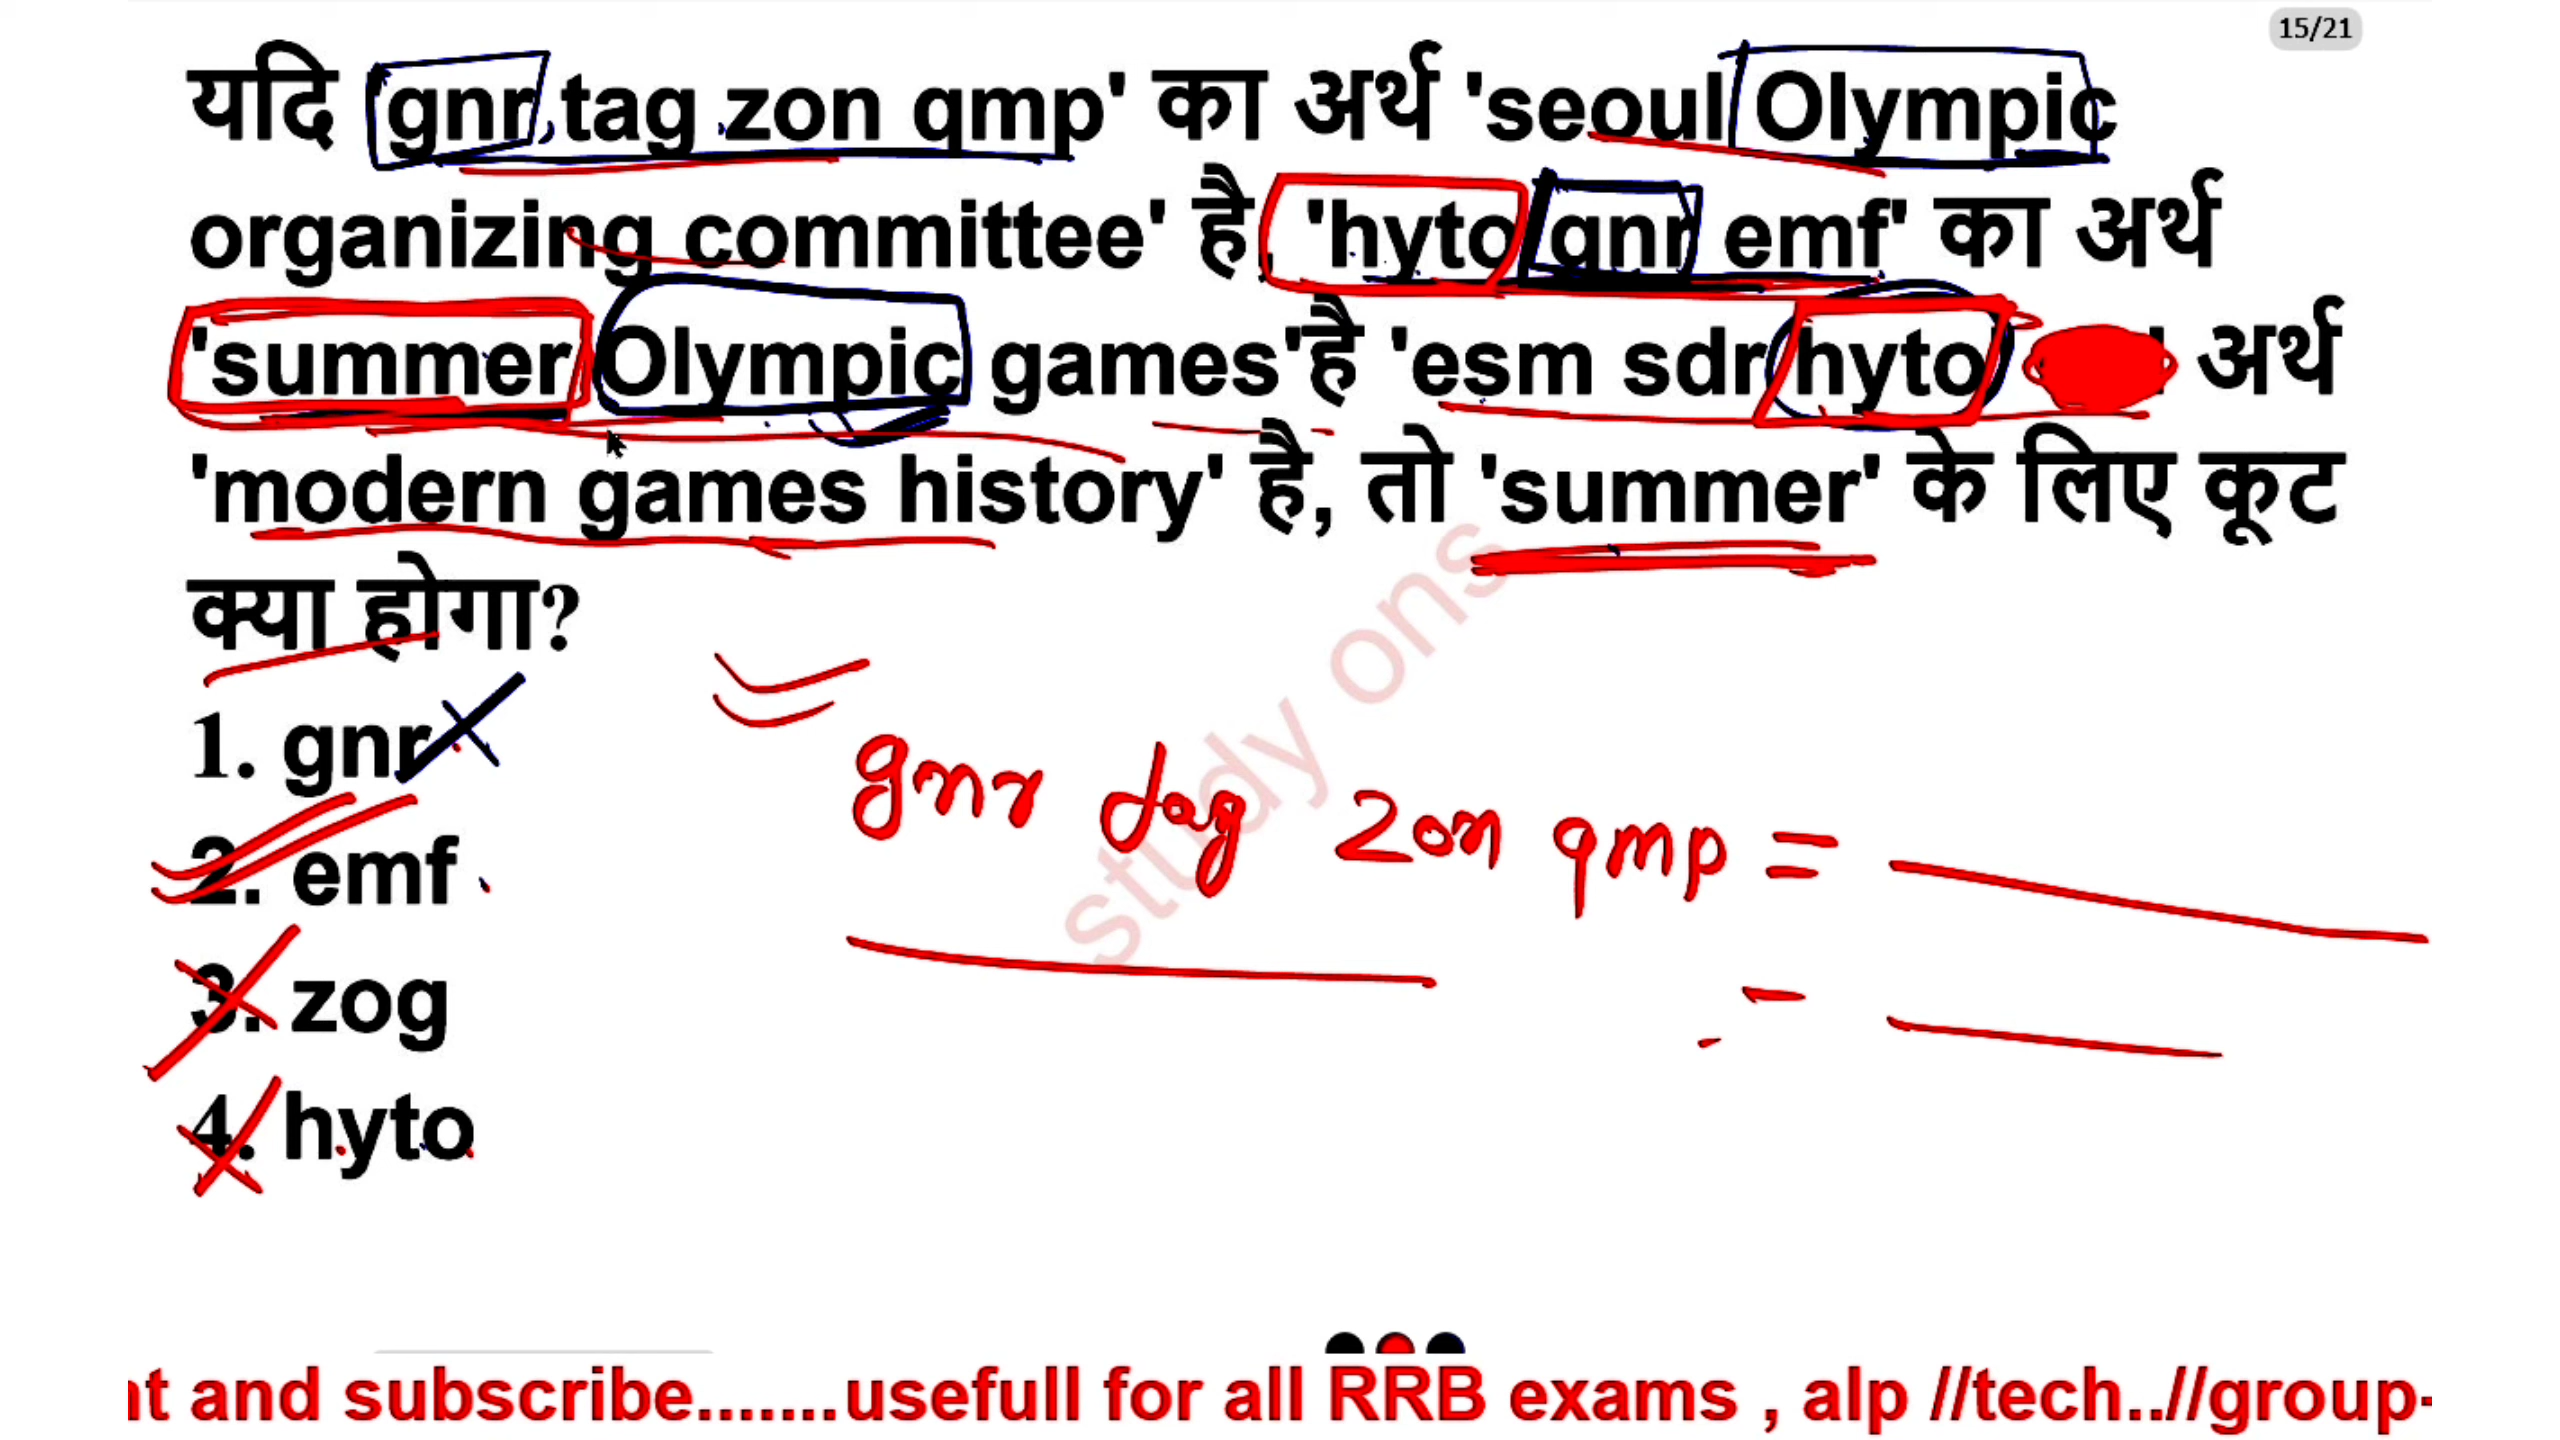 15/21
यदि 'gnr tag zon qmp' का अर्थ 'seoul Olympic
organizing committee' है, 'hyto gnr emf' का अर्थ
'summer Olympic games'है 'esm sdr hyto ' अर्थ
'modern games history' है, तो 'summer' के लिए कूट
क्या होगा?
1. gnr
2. emf
3. zog
4. hyto
gnr tag zon qmp =
=
study ons
nt and subscribe.......usefull for all RRB exams , alp //tech..//group-